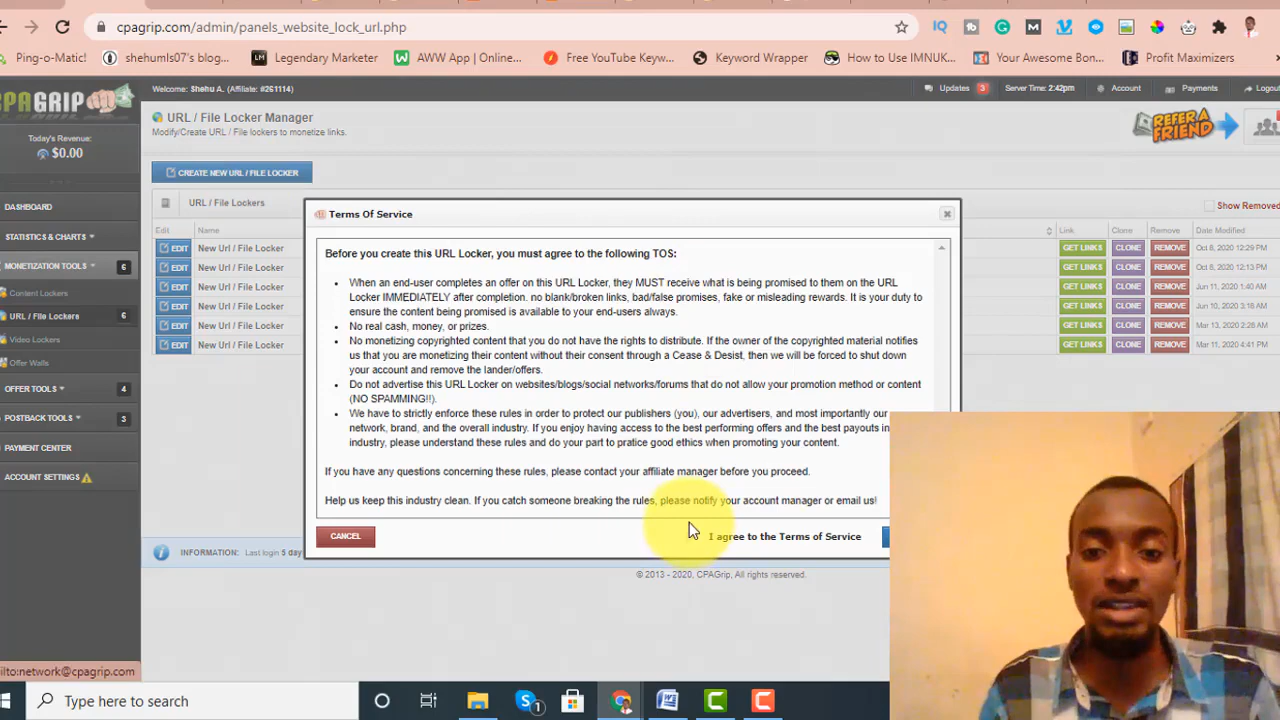 cpagrip.com/admin/panels_website_lock_url.php
Ping-o-Matic!
shehumls07's blog...
Legendary Marketer
AWW App | Online...
Free YouTube Keyw...
Keyword Wrapper
How to Use IMNUK...
Your Awesome Bon...
Profit Maximizers
CPAGRIP
Welcome: Shehu A. (Affiliate: #261114)
Updates 3
Server Time: 2:42pm
Account
Payments
Logout
Today's Revenue:
$0.00
URL / File Locker Manager
Modify/Create URL / File lockers to monetize links.
REFER A FRIEND
CREATE NEW URL / FILE LOCKER
DASHBOARD
STATISTICS & CHARTS
MONETIZATION TOOLS 6
Content Lockers
URL / File Lockers 6
Video Lockers
Offer Walls
OFFER TOOLS 4
POSTBACK TOOLS 3
PAYMENT CENTER
ACCOUNT SETTINGS
URL / File Lockers
Show Removed
Edit Name Link Clone Remove Date Modified
EDIT New Url / File Locker GET LINKS CLONE REMOVE Oct 8, 2020 12:29 PM
EDIT New Url / File Locker GET LINKS CLONE REMOVE Oct 8, 2020 12:13 PM
EDIT New Url / File Locker GET LINKS CLONE REMOVE Jun 11, 2020 1:40 AM
EDIT New Url / File Locker GET LINKS CLONE REMOVE Jun 10, 2020 3:18 AM
EDIT New Url / File Locker GET LINKS CLONE REMOVE Mar 13, 2020 2:28 AM
EDIT New Url / File Locker GET LINKS CLONE REMOVE Mar 11, 2020 4:41 PM
Terms Of Service
Before you create this URL Locker, you must agree to the following TOS:
When an end-user completes an offer on this URL Locker, they MUST receive what is being promised to them on the URL
Locker IMMEDIATELY after completion. no blank/broken links, bad/false promises, fake or misleading rewards. It is your duty to
ensure the content being promised is available to your end-users always.
No real cash, money, or prizes.
No monetizing copyrighted content that you do not have the rights to distribute. If the owner of the copyrighted material notifies
us that you are monetizing their content without their consent through a Cease & Desist, then we will be forced to shut down
your account and remove the lander/offers.
Do not advertise this URL Locker on websites/blogs/social networks/forums that do not allow your promotion method or content
(NO SPAMMING!!).
We have to strictly enforce these rules in order to protect our publishers (you), our advertisers, and most importantly our
network, brand, and the overall industry. If you enjoy having access to the best performing offers and the best payouts in
industry, please understand these rules and do your part to pratice good ethics when promoting your content.
If you have any questions concerning these rules, please contact your affiliate manager before you proceed.
Help us keep this industry clean. If you catch someone breaking the rules, please notify your account manager or email us!
CANCEL
I agree to the Terms of Service
INFORMATION: Last login 5 day
© 2013 - 2020, CPAGrip, All rights reserved.
ilto:network@cpagrip.com
Type here to search